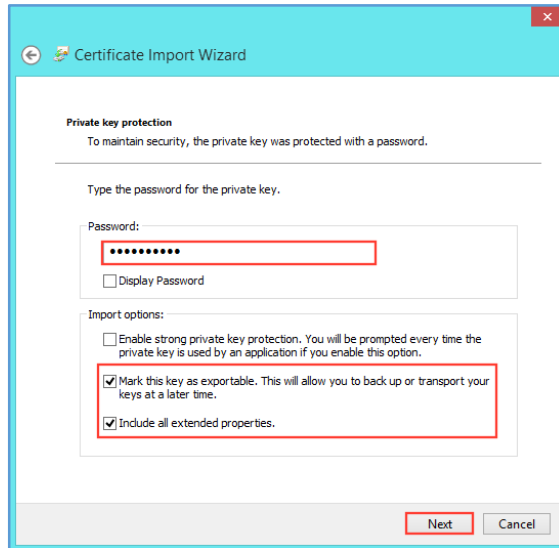 Certificate Import Wizard
Private key protection
To maintain security, the private key was protected with a password.
Type the password for the private key.
Password:
••••••••••
Display Password
Import options:
Enable strong private key protection. You will be prompted every time the
private key is used by an application if you enable this option.
Mark this key as exportable. This will allow you to back up or transport your
keys at a later time.
Include all extended properties.
Next Cancel